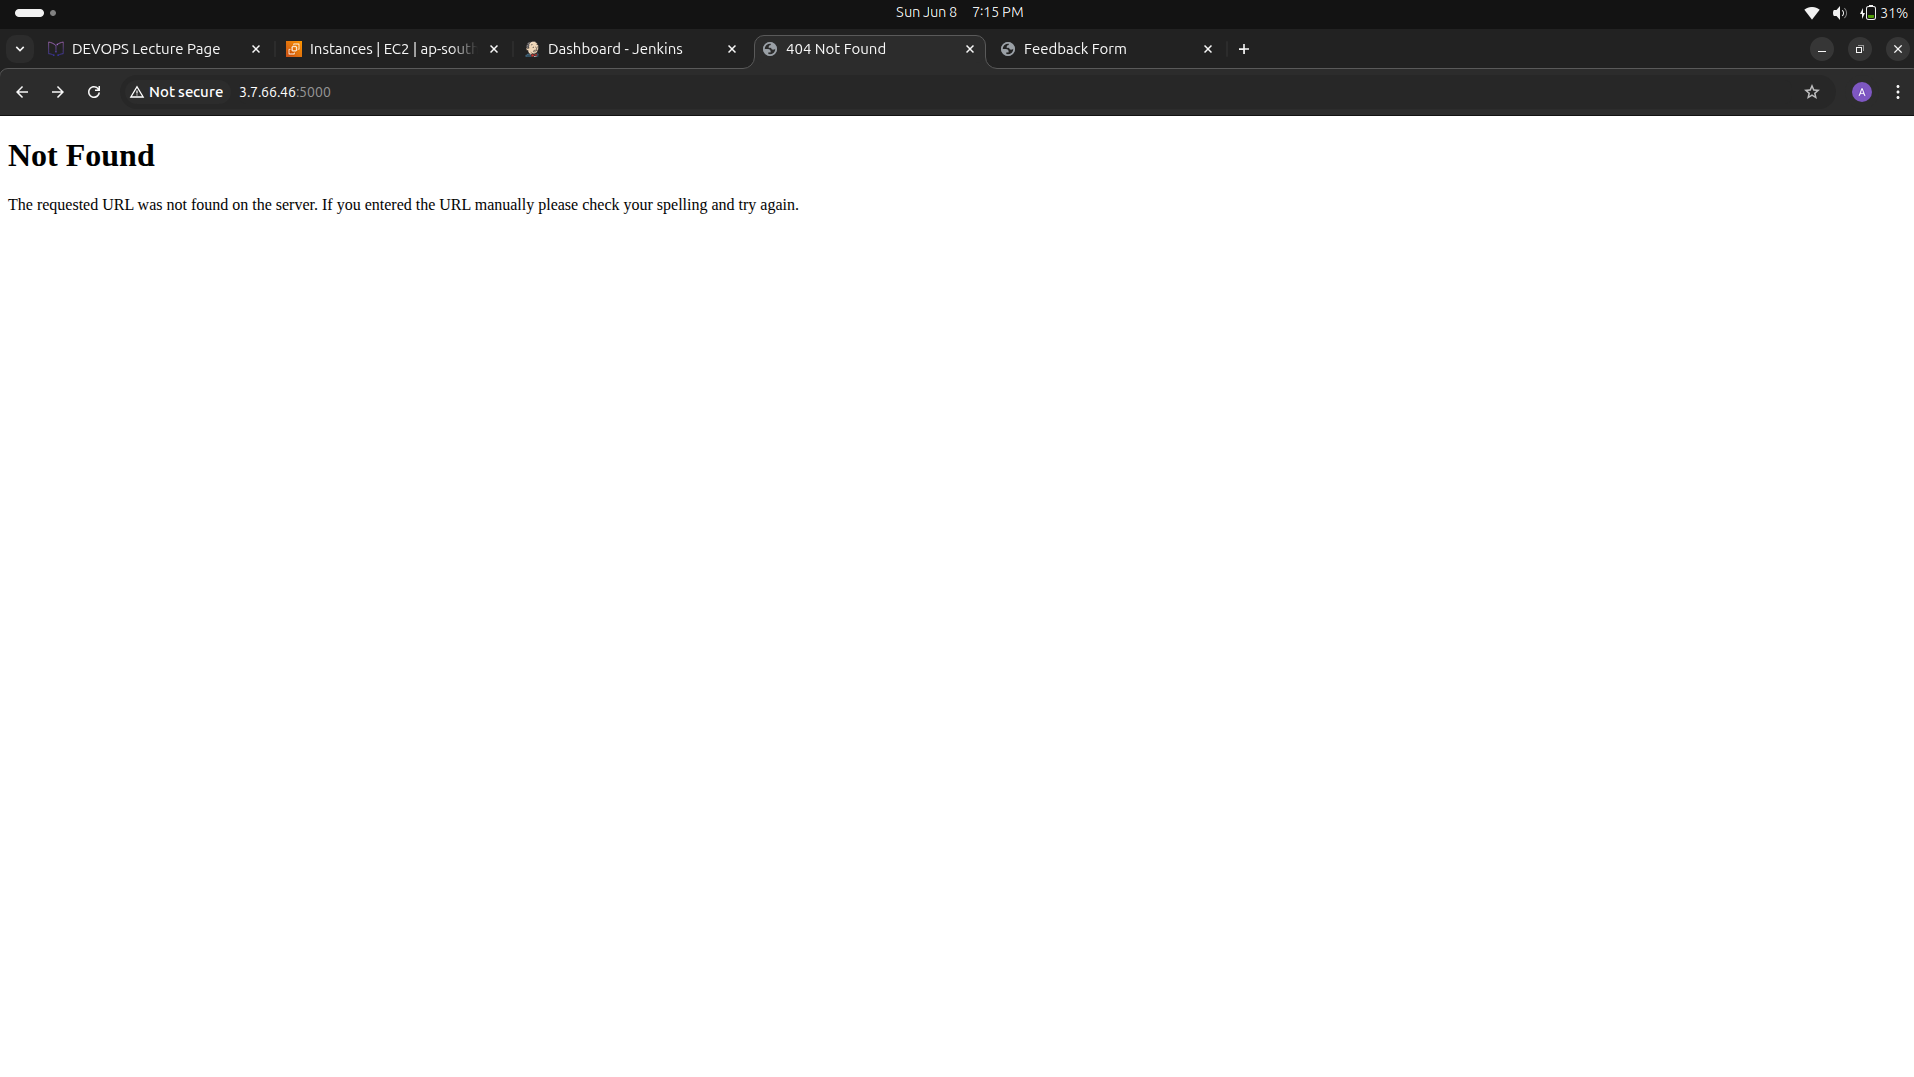 Sun Jun 8 7:15 PM
31%
DEVOPS Lecture Page
Instances | EC2 | ap-south
Dashboard - Jenkins
404 Not Found
Feedback Form
Not secure
3.7.66.46:5000
A
Not Found
The requested URL was not found on the server. If you entered the URL manually please check your spelling and try again.